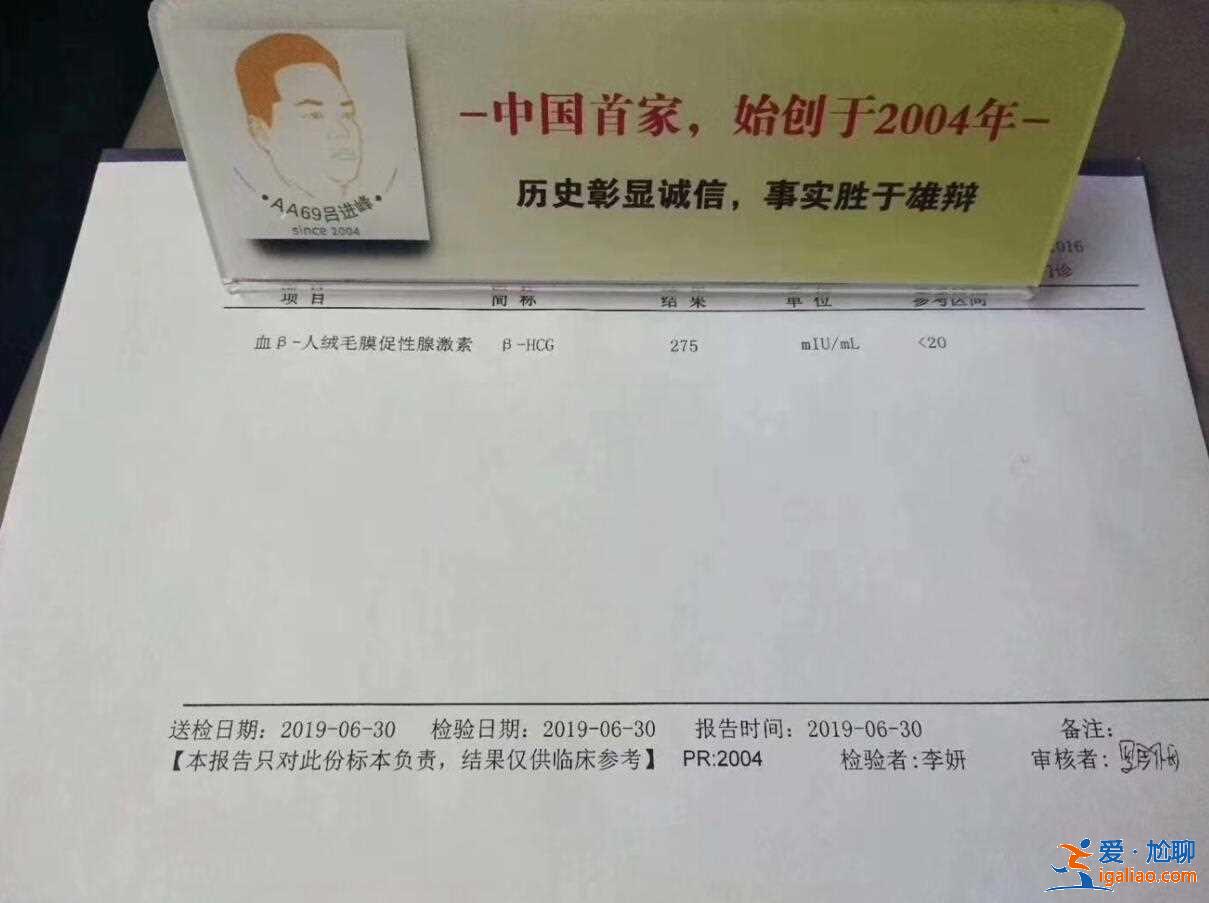 –中国首家，始创于2004年–
历史彰显诚信，事实胜于雄辩
•AA69吕进峰•
since 2004
016
门诊
项 目 简 称 结 果 单 位 参考区间
血β-人绒毛膜促性腺激素 β-HCG 275 mIU/mL <20
送检日期：2019-06-30 检验日期：2019-06-30 报告时间：2019-06-30 备注：
【本报告只对此份标本负责，结果仅供临床参考】 PR:2004 检验者:李妍 审核者:
爱·尬聊
igaliao.com